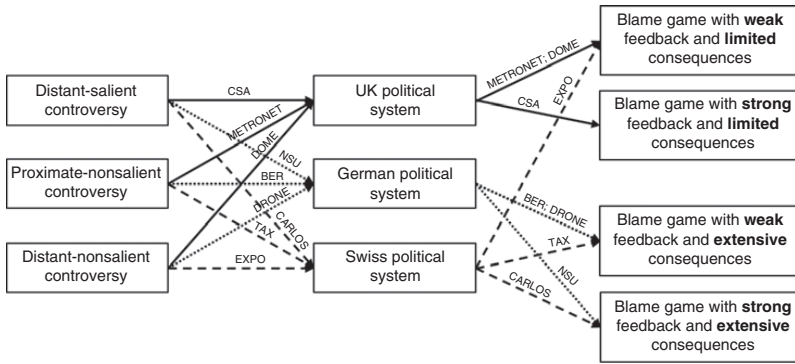 Distant-salient
controversy
Proximate-nonsalient
controversy
Distant-nonsalient
controversy
CSA
METRONET
DOME
NSU
BER
DRONE
CARLOS
TAX
EXPO
UK political
system
German political
system
Swiss political
system
METRONET; DOME
CSA
EXPO
BER; DRONE
TAX
NSU
CARLOS
Blame game with weak
feedback and limited
consequences
Blame game with strong
feedback and limited
consequences
Blame game with weak
feedback and extensive
consequences
Blame game with strong
feedback and extensive
consequences